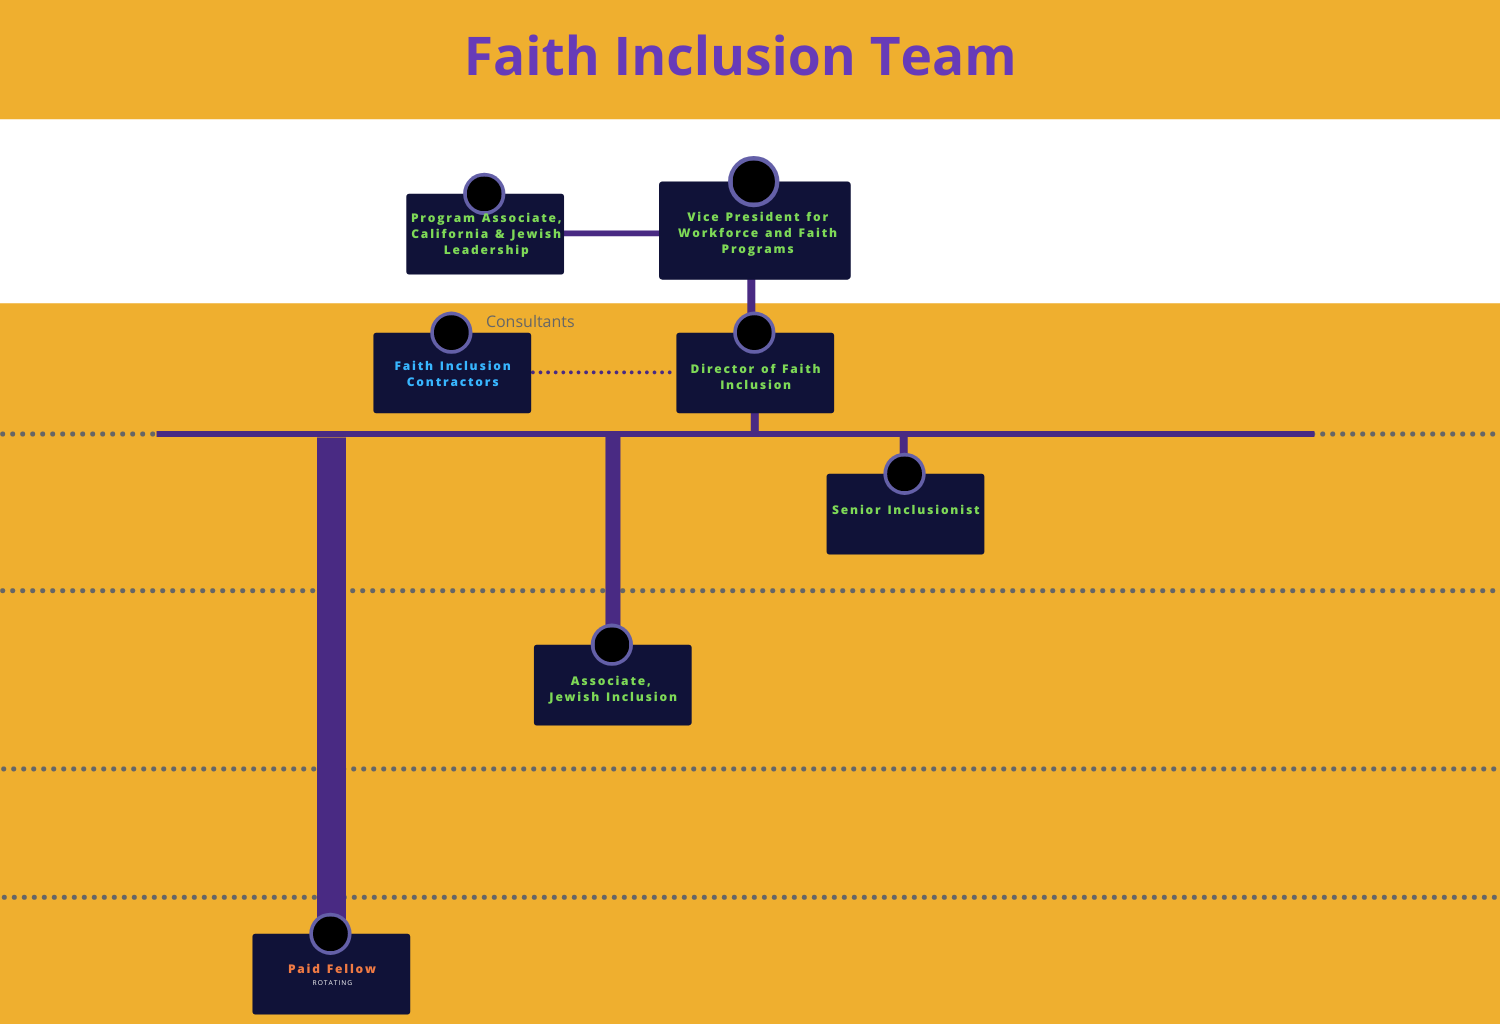 Faith Inclusion Team
Program Associate,
California & Jewish
Leadership
Vice President for
Workforce and Faith
Programs
Consultants
Faith Inclusion
Contractors
Director of Faith
Inclusion
Senior Inclusionist
Associate,
Jewish Inclusion
Paid Fellow
ROTATING